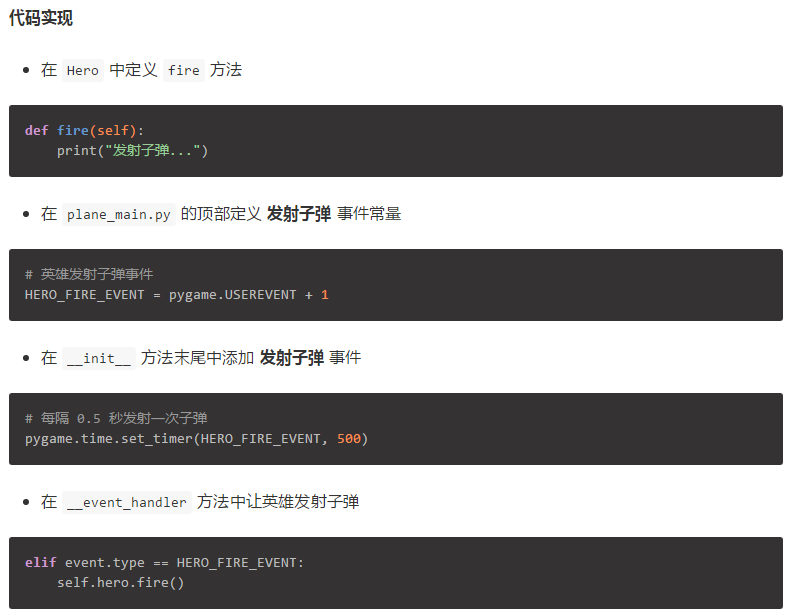 代码实现
在 Hero 中定义 fire 方法
def fire(self):
    print("发射子弹...")
在 plane_main.py 的顶部定义 发射子弹 事件常量
# 英雄发射子弹事件
HERO_FIRE_EVENT = pygame.USEREVENT + 1
在 __init__ 方法末尾中添加 发射子弹 事件
# 每隔 0.5 秒发射一次子弹
pygame.time.set_timer(HERO_FIRE_EVENT, 500)
在 __event_handler 方法中让英雄发射子弹
elif event.type == HERO_FIRE_EVENT:
    self.hero.fire()